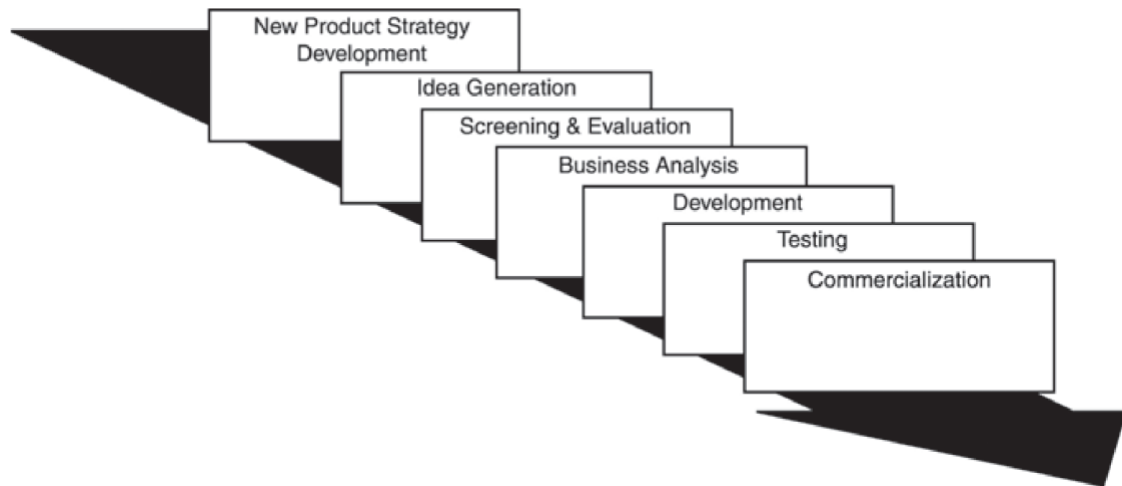 New Product Strategy
Development
Idea Generation
Screening & Evaluation
Business Analysis
Development
Testing
Commercialization